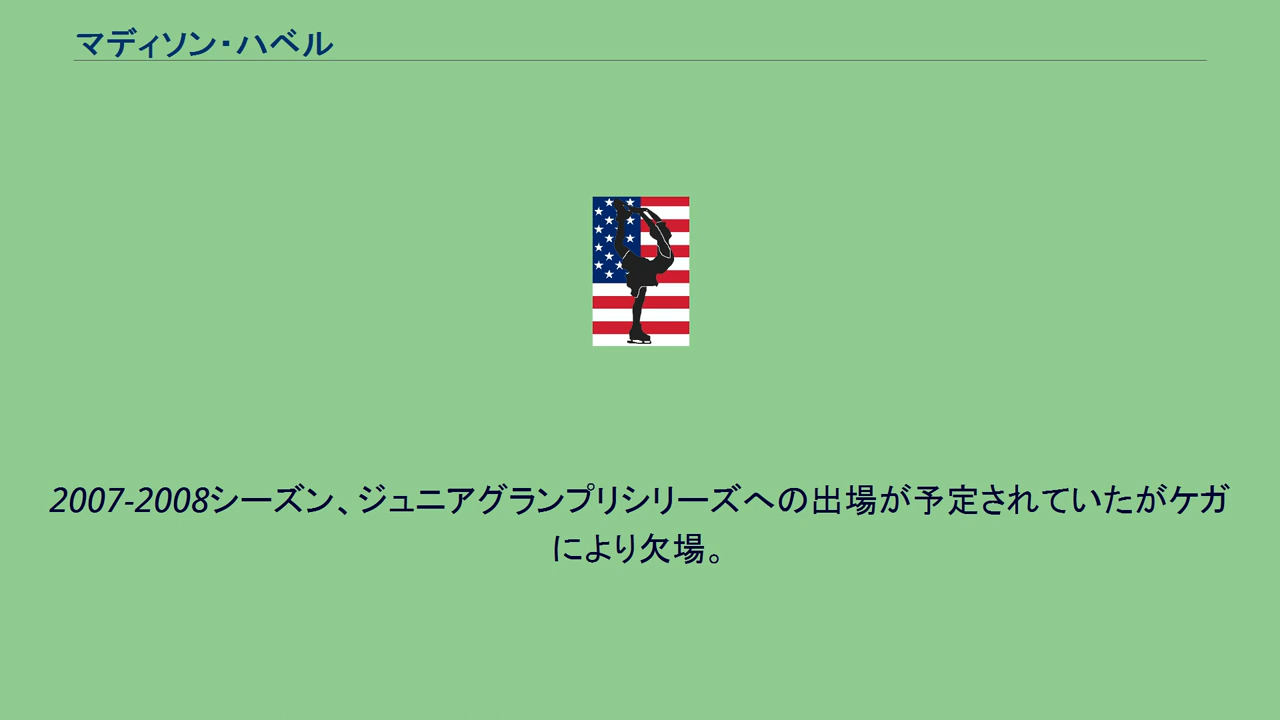 マディソン・ハベル
2007-2008シーズン、ジュニアグランプリシリーズへの出場が予定されていたがケガ
により欠場。